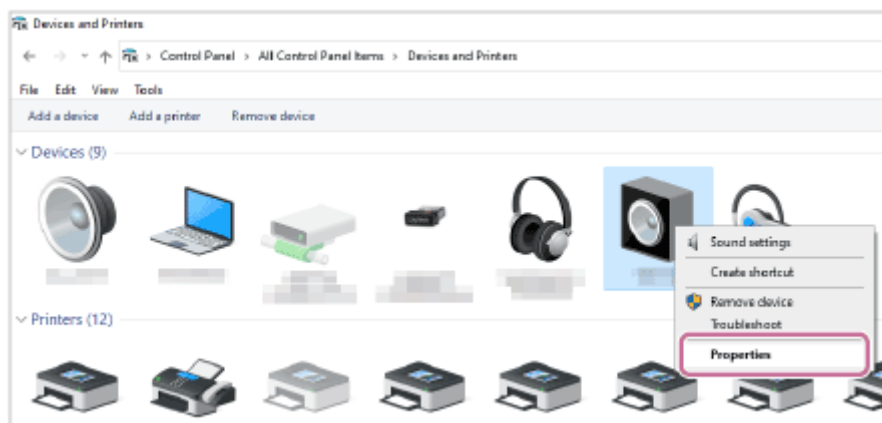 Devices and Printers
Control Panel > All Control Panel Items > Devices and Printers
File Edit View Tools
Add a device Add a printer Remove device
Devices (9)
Sound settings
Create shortcut
Remove device
Troubleshoot
Properties
Printers (12)